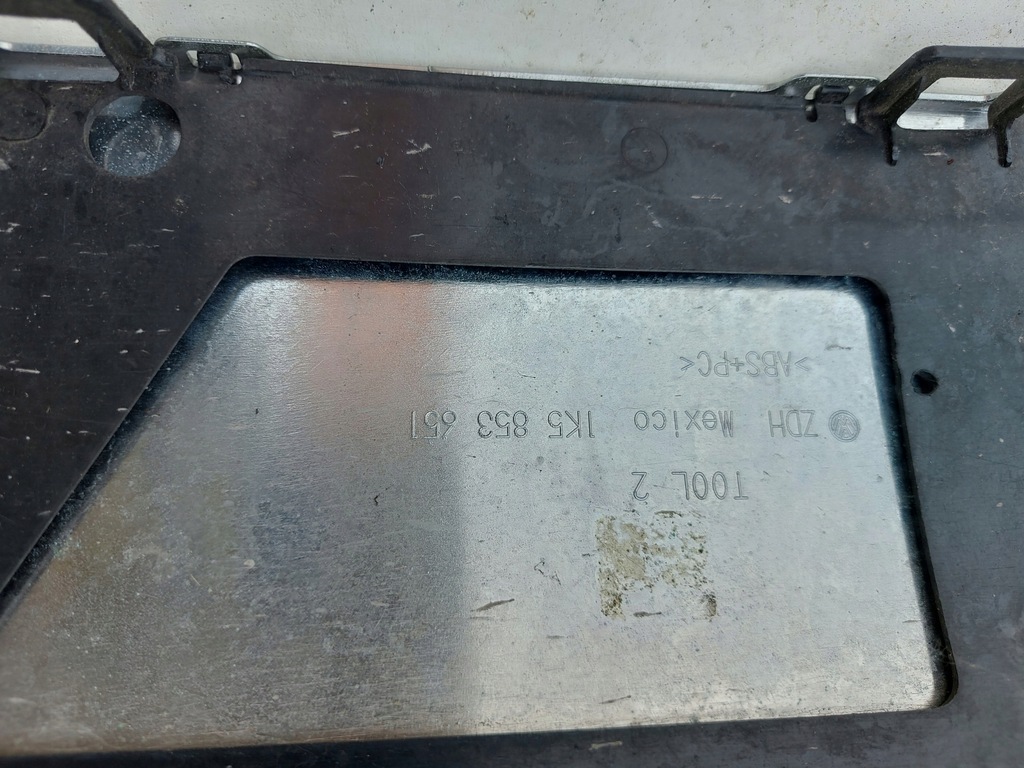 TOOL 2
ZDH Mexico 1K5 853 651
>ABS+PC<